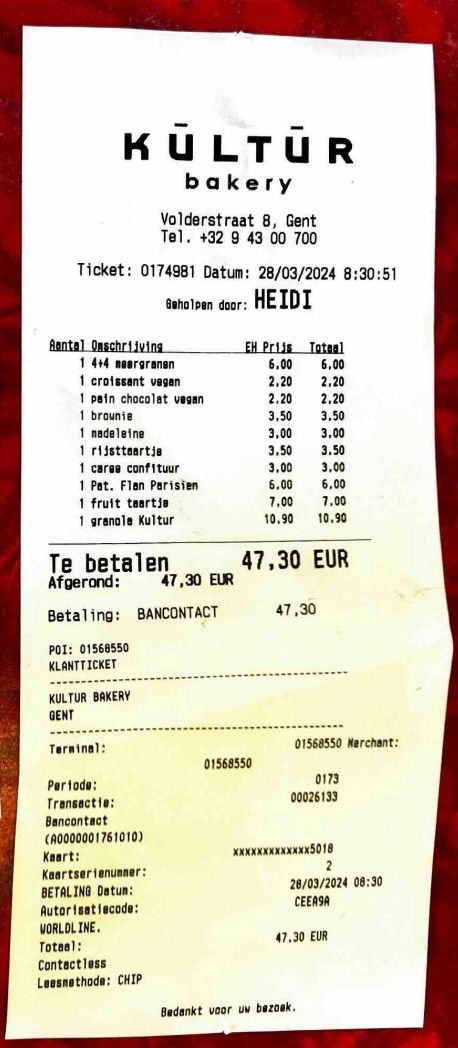 KŪLTŪR
bakery
Volderstraat 8, Gent
Tel. +32 9 43 00 700
Ticket: 0174981 Datum: 28/03/2024 8:30:51
Geholpen door: HEIDI
Aantal Omschrijving EH Prijs Totaal
1 4+4 meergranen 6,00 6,00
1 croissant vegan 2,20 2,20
1 pain chocolat vegan 2,20 2,20
1 brownie 3,50 3,50
1 madeleine 3,00 3,00
1 rijsttaartje 3,50 3,50
1 caree confituur 3,00 3,00
1 Pat. Flan Parisien 6,00 6,00
1 fruit taartje 7,00 7,00
1 granola Kultur 10,90 10,90
Te betalen 47,30 EUR
Afgerond: 47,30 EUR
Betaling: BANCONTACT 47,30
POI: 01568550
KLANTTICKET
KULTUR BAKERY
GENT
Terminal: 01568550 Merchant:
01568550
Periode: 0173
Transactie: 00026133
Bancontact
(A0000001761010)
Kaart: xxxxxxxxxxxxx5018
Kaartserienummer: 2
BETALING Datum: 28/03/2024 08:30
Autorisatiecode: CEEA9A
WORLDLINE.
Totaal: 47.30 EUR
Contactless
Leesmethode: CHIP
Bedankt voor uw bezoek.